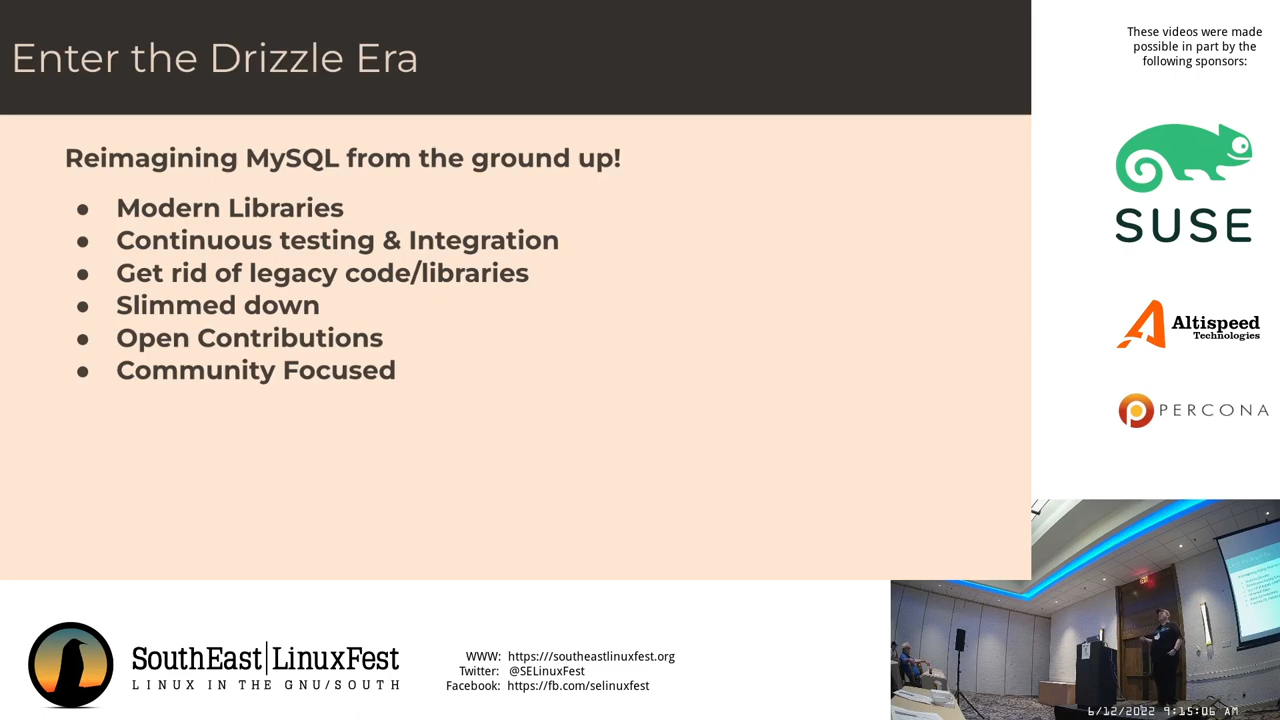 Enter the Drizzle Era
Reimagining MySQL from the ground up!
● Modern Libraries
● Continuous testing & Integration
● Get rid of legacy code/libraries
● Slimmed down
● Open Contributions
● Community Focused
These videos were made
possible in part by the
following sponsors:
SUSE
Altispeed
Technologies
PERCONA
SouthEast|LinuxFest
LINUX IN THE GNU/SOUTH
WWW: https:///southeastlinuxfest.org
Twitter: @SELinuxFest
Facebook: https://fb.com/selinuxfest
6/12/2022 9:15:06 AM